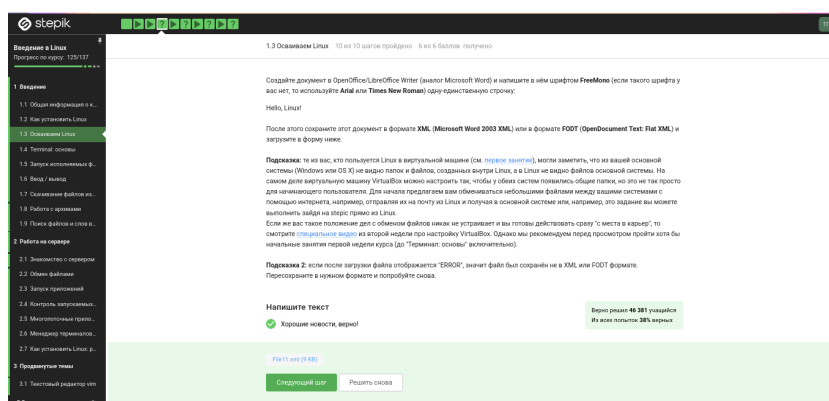 stepik
Введение в Linux
Прогресс по курсу: 125/137
1 Введение
1.1 Общая информация о к...
1.2 Как установить Linux
1.3 Осваиваем Linux
1.4 Terminal: основы
1.5 Запуск исполняемых ф...
1.6 Ввод / вывод
1.7 Скачивание файлов из...
1.8 Работа с архивами
1.9 Поиск файлов и слов в...
2 Работа на сервере
2.1 Знакомство с сервером
2.2 Обмен файлами
2.3 Запуск приложений
2.4 Контроль запускаемых...
2.5 Многопоточные прило...
2.6 Менеджер терминалов...
2.7 Как установить Linux: р...
3 Продвинутые темы
3.1 Текстовый редактор vim
1.3 Осваиваем Linux 10 из 10 шагов пройдено 6 из 6 баллов получено
Создайте документ в OpenOffice/LibreOffice Writer (аналог Microsoft Word) и напишите в нём шрифтом FreeMono (если такого шрифта у
вас нет, то используйте Arial или Times New Roman) одну-единственную строчку:
Hello, Linux!
После этого сохраните этот документ в формате XML (Microsoft Word 2003 XML) или в формате FODT (OpenDocument Text: Flat XML) и
загрузите в форму ниже.
Подсказка: те из вас, кто пользуется Linux в виртуальной машине (см. первое занятие), могли заметить, что из вашей основной
системы (Windows или OS X) не видно папок и файлов, созданных внутри Linux, а в Linux не видно файлов основной системы. На
самом деле виртуальную машину VirtualBox можно настроить так, чтобы у обеих систем появились общие папки, но это не так просто
для начинающего пользователя. Для начала предлагаем вам обмениваться небольшими файлами между вашими системами с
помощью интернета, например, отправляя их на почту из Linux и получая в основной системе или, например, это задание вы можете
выполнить зайдя на stepic прямо из Linux.
Если же вас такое положение дел с обменом файлов никак не устраивает и вы готовы действовать сразу "с места в карьер", то
смотрите специальное видео из второй недели про настройку VirtualBox. Однако мы рекомендуем перед просмотром пройти хотя бы
начальные занятия первой недели курса (до "Терминал: основы" включительно).
Подсказка 2: если после загрузки файла отображается "ERROR", значит файл был сохранён не в XML или FODT формате.
Пересохраните в нужном формате и попробуйте снова.
Напишите текст
Хорошие новости, верно!
Верно решил 46 381 учащийся
Из всех попыток 38% верных
File11.xml (9 KB)
Следующий шаг Решить снова